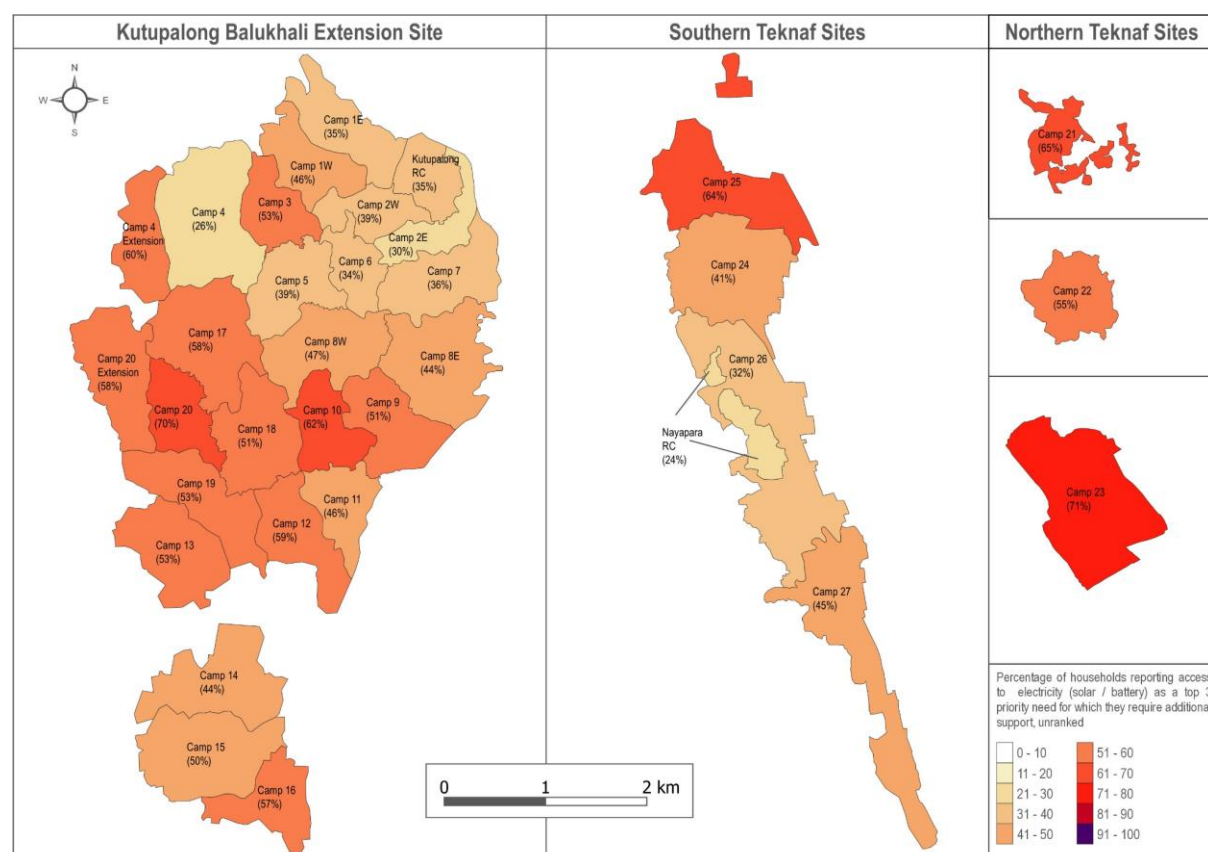 Kutupalong Balukhali Extension Site
Southern Teknaf Sites
Northern Teknaf Sites
N
W
E
S
Camp 1E
(35%)
Camp 1W
(46%)
Kutupalong
RC
(35%)
Camp 4
(26%)
Camp 3
(53%)
Camp 2W
(39%)
Camp 4
Extension
(60%)
Camp 2E
(30%)
Camp 6
(34%)
Camp 7
(36%)
Camp 5
(39%)
Camp 17
(58%)
Camp 8W
(47%)
Camp 8E
(44%)
Camp 20
Extension
(58%)
Camp 20
(70%)
Camp 18
(51%)
Camp 10
(62%)
Camp 9
(51%)
Camp 19
(53%)
Camp 11
(46%)
Camp 12
(59%)
Camp 13
(53%)
Camp 14
(44%)
Camp 15
(50%)
Camp 16
(57%)
0 1 2 km
Camp 25
(64%)
Camp 24
(41%)
Camp 26
(32%)
Nayapara
RC
(24%)
Camp 27
(45%)
Camp 21
(65%)
Camp 22
(55%)
Camp 23
(71%)
Percentage of households reporting access
to electricity (solar / battery) as a top 3
priority need for which they require additional
support, unranked
0 - 10
11 - 20
21 - 30
31 - 40
41 - 50
51 - 60
61 - 70
71 - 80
81 - 90
91 - 100